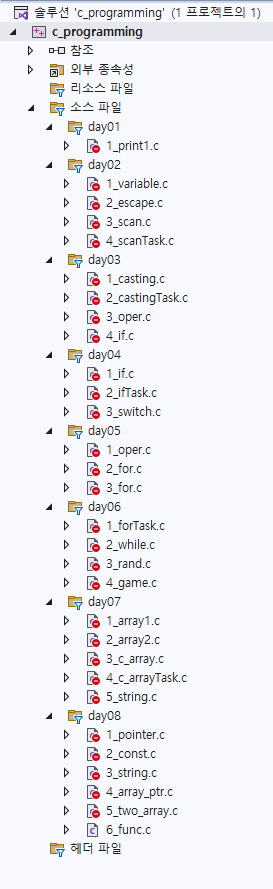 솔루션 'c_programming' (1 프로젝트의 1)
c_programming
참조
외부 종속성
리소스 파일
소스 파일
day01
1_print1.c
day02
1_variable.c
2_escape.c
3_scan.c
4_scanTask.c
day03
1_casting.c
2_castingTask.c
3_oper.c
4_if.c
day04
1_if.c
2_ifTask.c
3_switch.c
day05
1_oper.c
2_for.c
3_for.c
day06
1_forTask.c
2_while.c
3_rand.c
4_game.c
day07
1_array1.c
2_array2.c
3_c_array.c
4_c_arrayTask.c
5_string.c
day08
1_pointer.c
2_const.c
3_string.c
4_array_ptr.c
5_two_array.c
6_func.c
헤더 파일